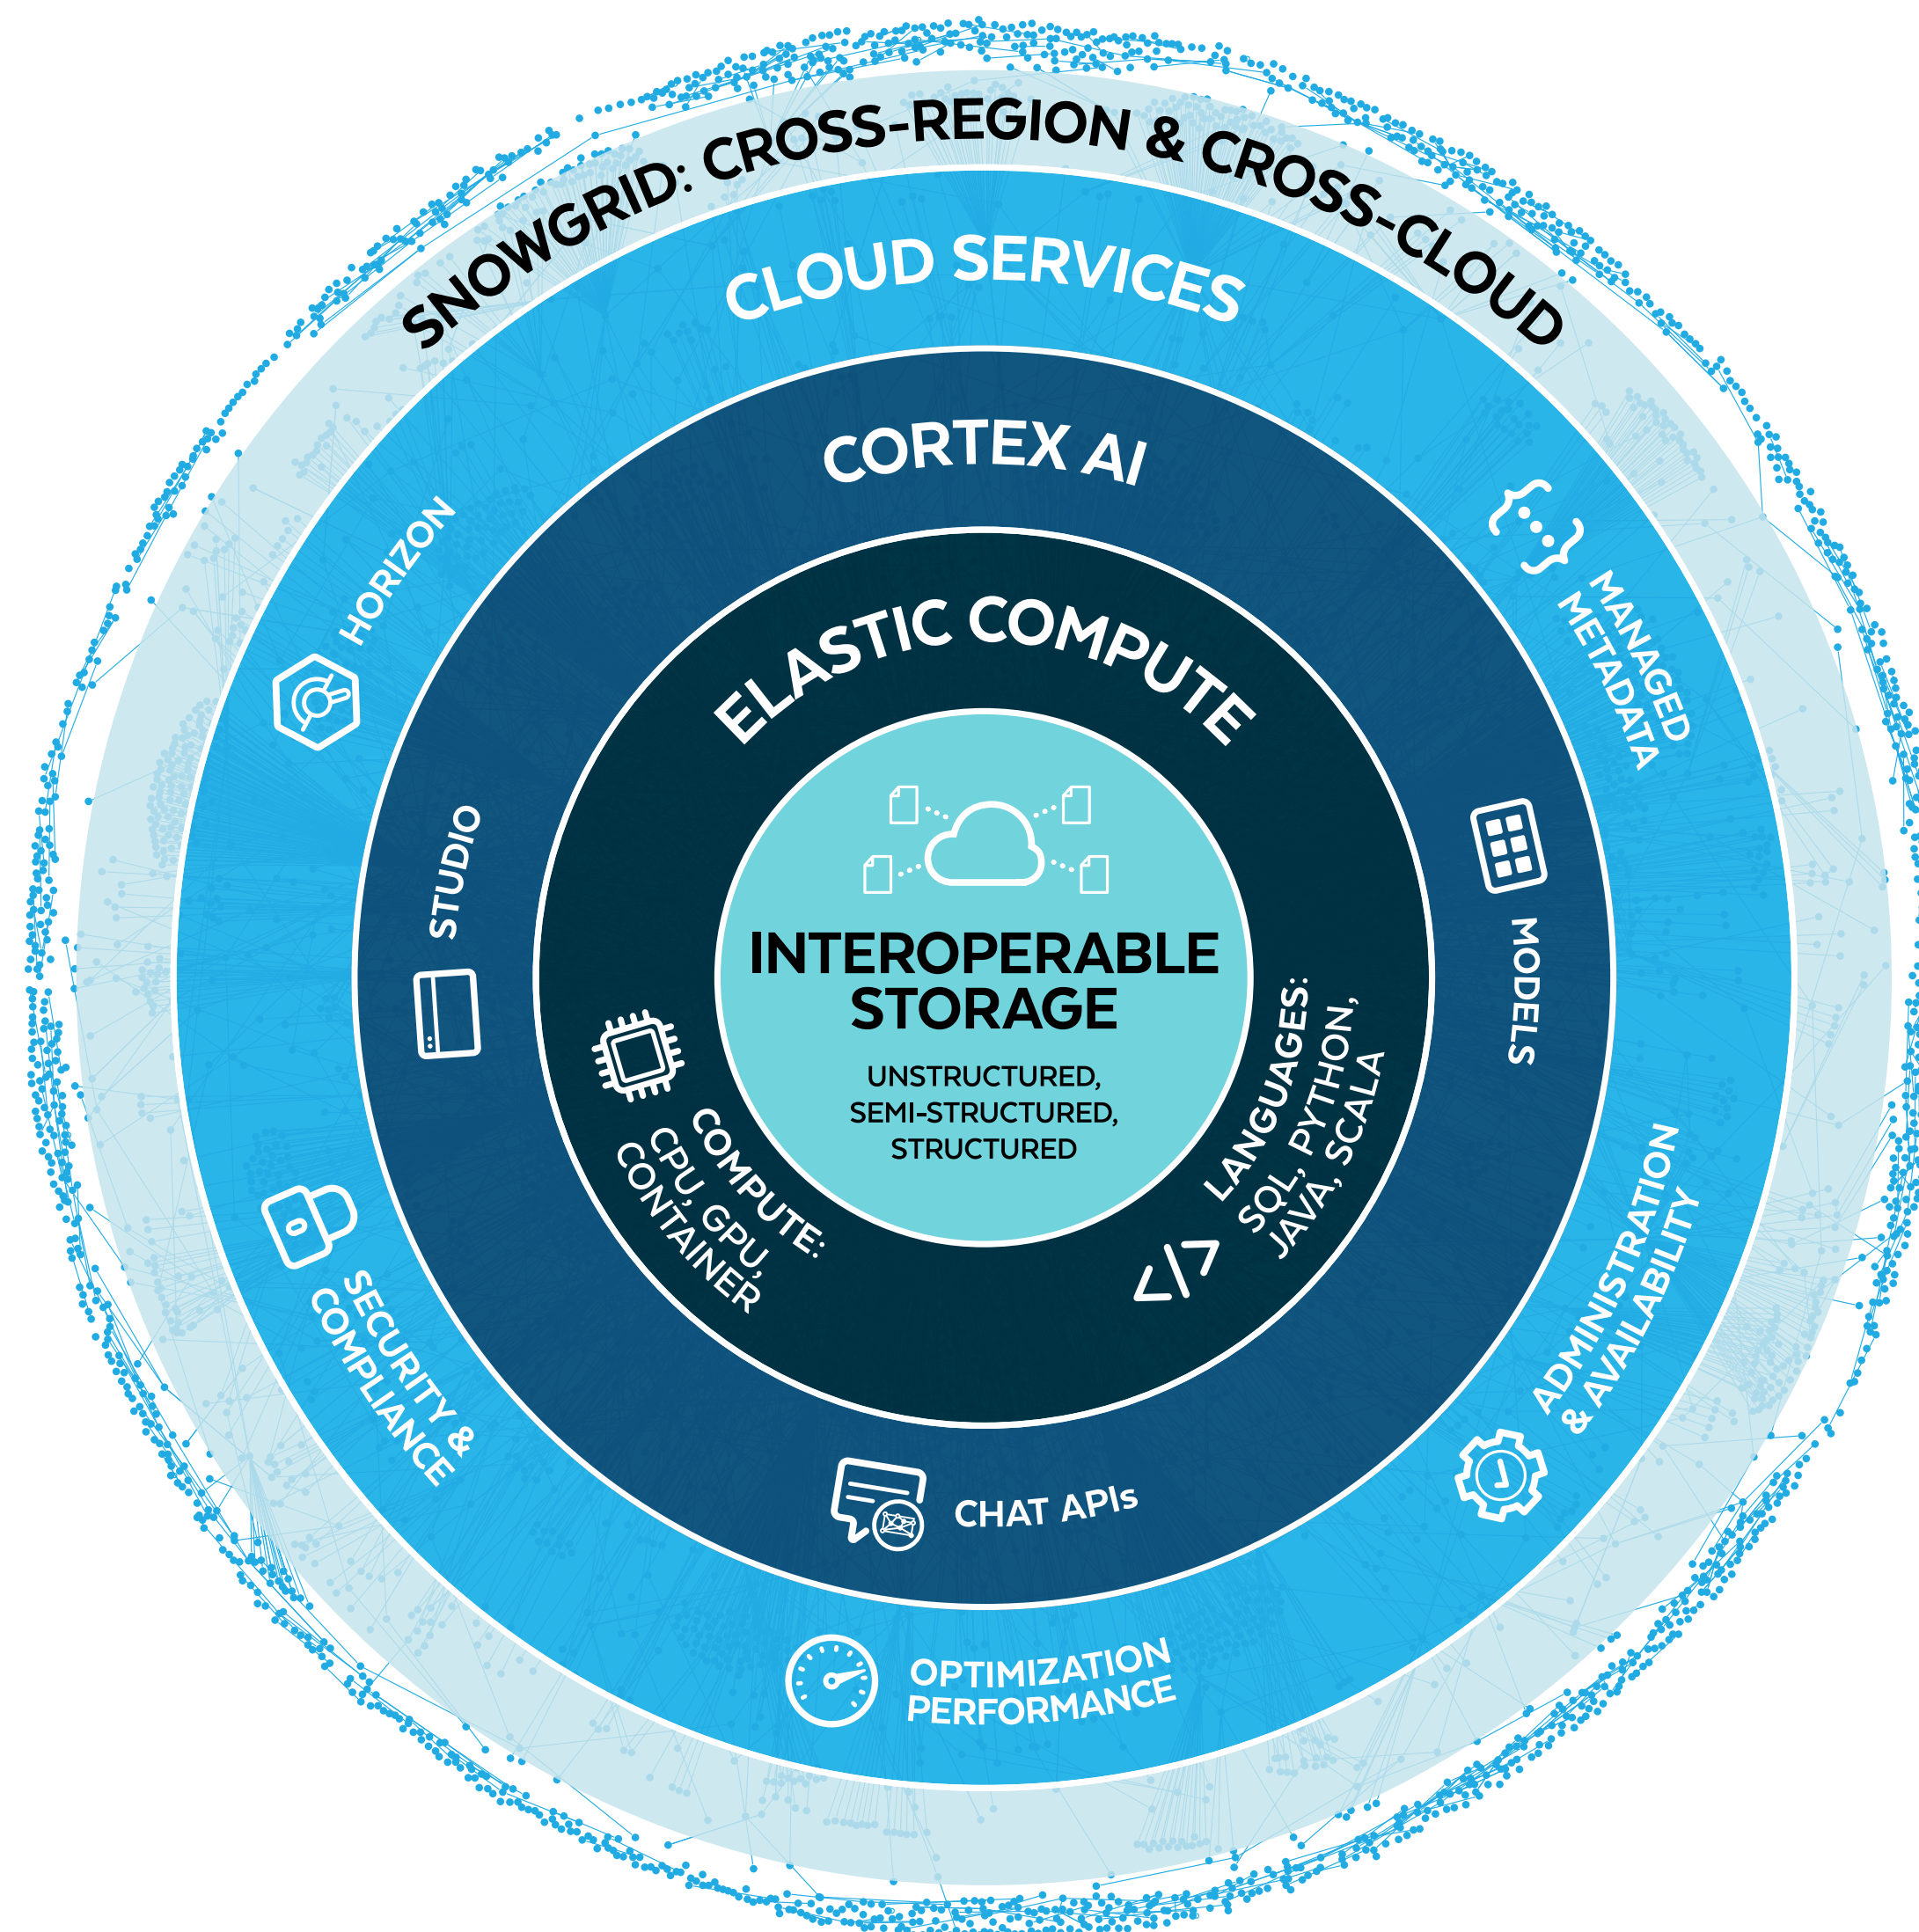 SNOWGRID: CROSS-REGION & CROSS-CLOUD
CLOUD SERVICES
HORIZON
MANAGED
METADATA
SECURITY &
COMPLIANCE
ADMINISTRATION
& AVAILABILITY
OPTIMIZATION
PERFORMANCE
CORTEX AI
STUDIO
MODELS
CHAT APIs
ELASTIC COMPUTE
COMPUTE:
CPU, GPU,
CONTAINER
LANGUAGES:
SQL, PYTHON,
JAVA, SCALA
INTEROPERABLE
STORAGE
UNSTRUCTURED,
SEMI-STRUCTURED,
STRUCTURED